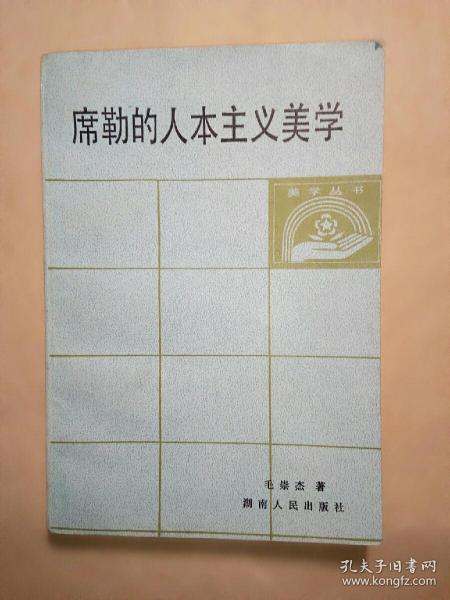 席勒的人本主义美学
美学丛书
毛崇杰 著
湖南人民出版社
孔夫子旧书网
www.kongfz.com